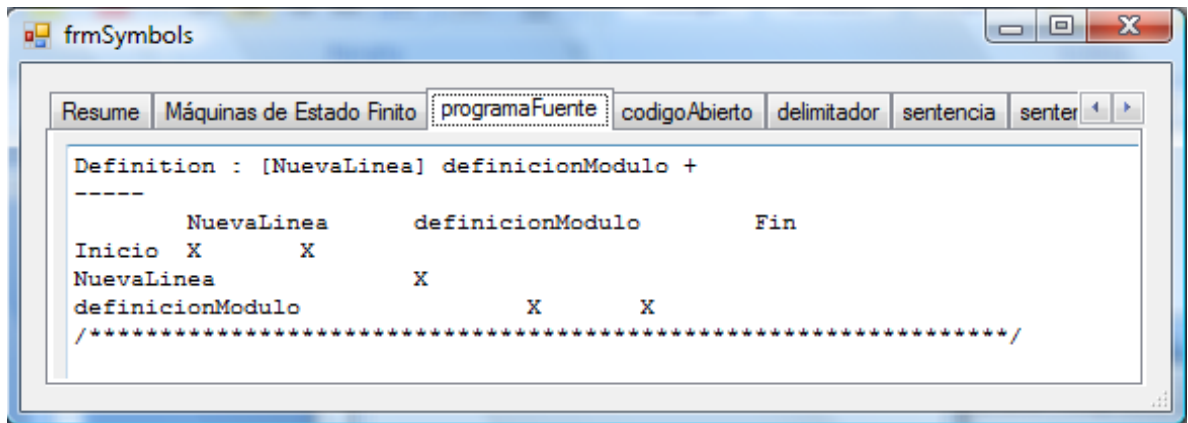 frmSymbols
Resume Máquinas de Estado Finito programaFuente codigoAbierto delimitador sentencia senter
Definition : [NuevaLinea] definicionModulo +
-----
NuevaLinea definicionModulo Fin
Inicio X X
NuevaLinea X
definicionModulo X X
/*****************************************************************/